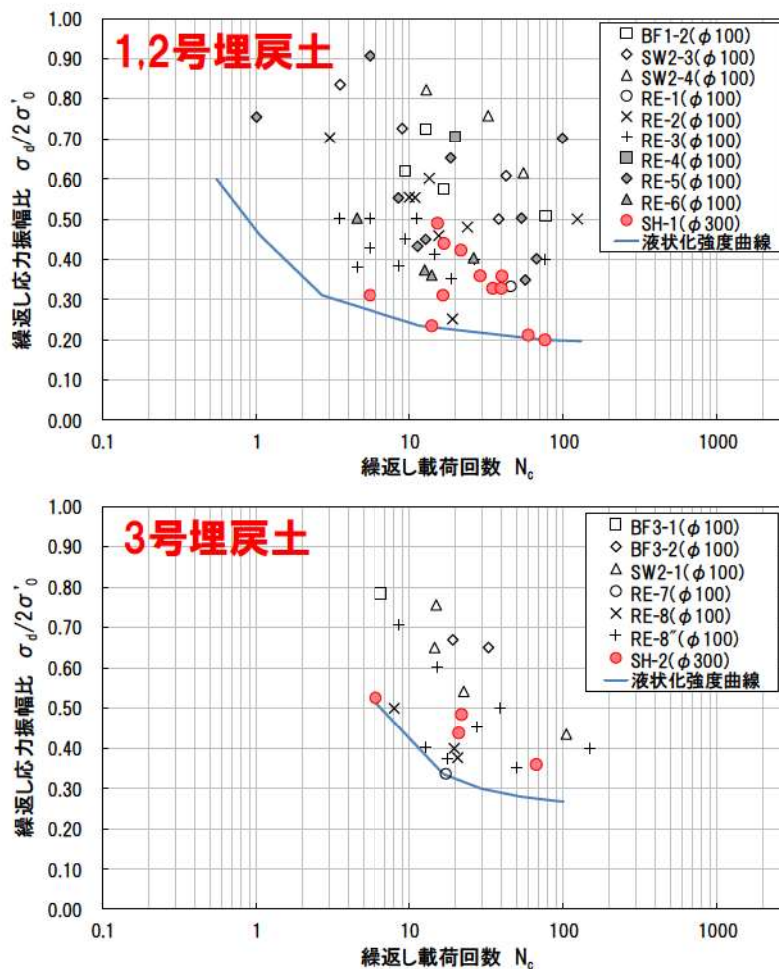 1,2号埋戻土
繰返し応力振幅比 σd/2σ'0
1.00
0.90
0.80
0.70
0.60
0.50
0.40
0.30
0.20
0.10
0.00
0.1
1
10
100
1000
繰返し載荷回数 Nc
BF1-2(φ100)
SW2-3(φ100)
SW2-4(φ100)
RE-1(φ100)
RE-2(φ100)
RE-3(φ100)
RE-4(φ100)
RE-5(φ100)
RE-6(φ100)
SH-1(φ300)
液状化強度曲線
3号埋戻土
繰返し応力振幅比 σd/2σ'0
1.00
0.90
0.80
0.70
0.60
0.50
0.40
0.30
0.20
0.10
0.00
0.1
1
10
100
1000
繰返し載荷回数 Nc
BF3-1(φ100)
BF3-2(φ100)
SW2-1(φ100)
RE-7(φ100)
RE-8(φ100)
RE-8″(φ100)
SH-2(φ300)
液状化強度曲線